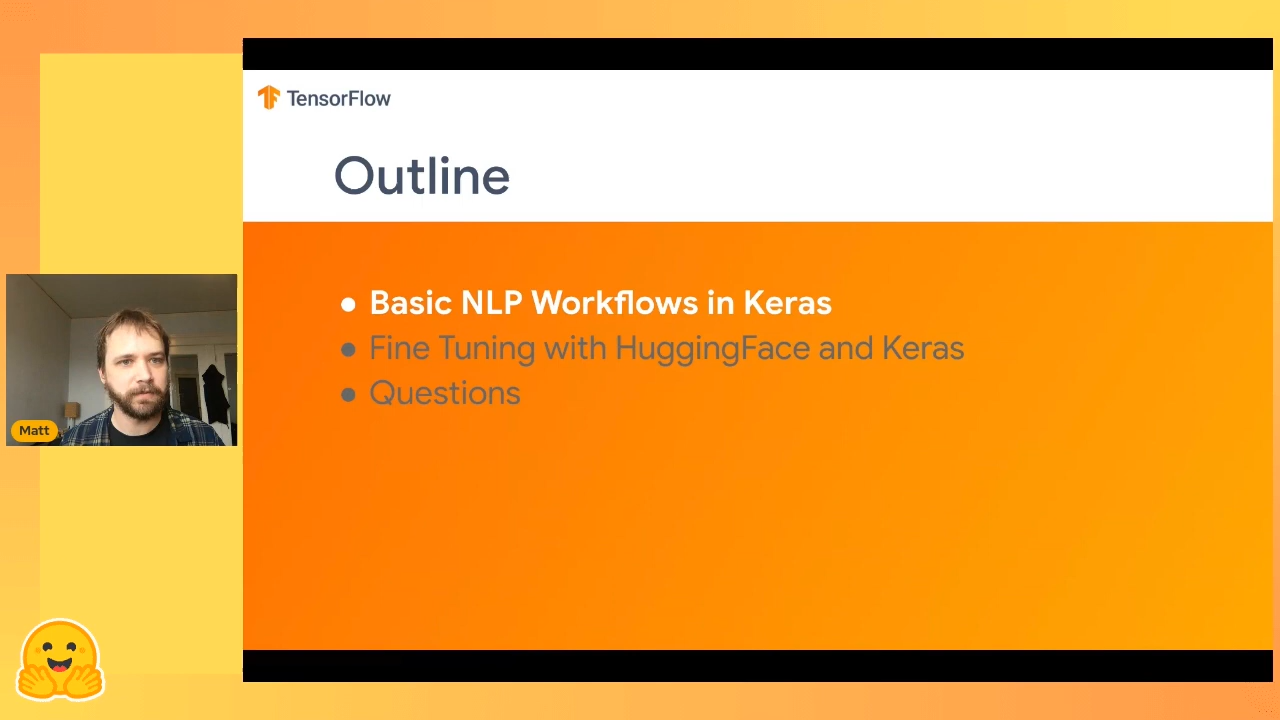 TensorFlow
Outline
● Basic NLP Workflows in Keras
● Fine Tuning with HuggingFace and Keras
● Questions
Matt